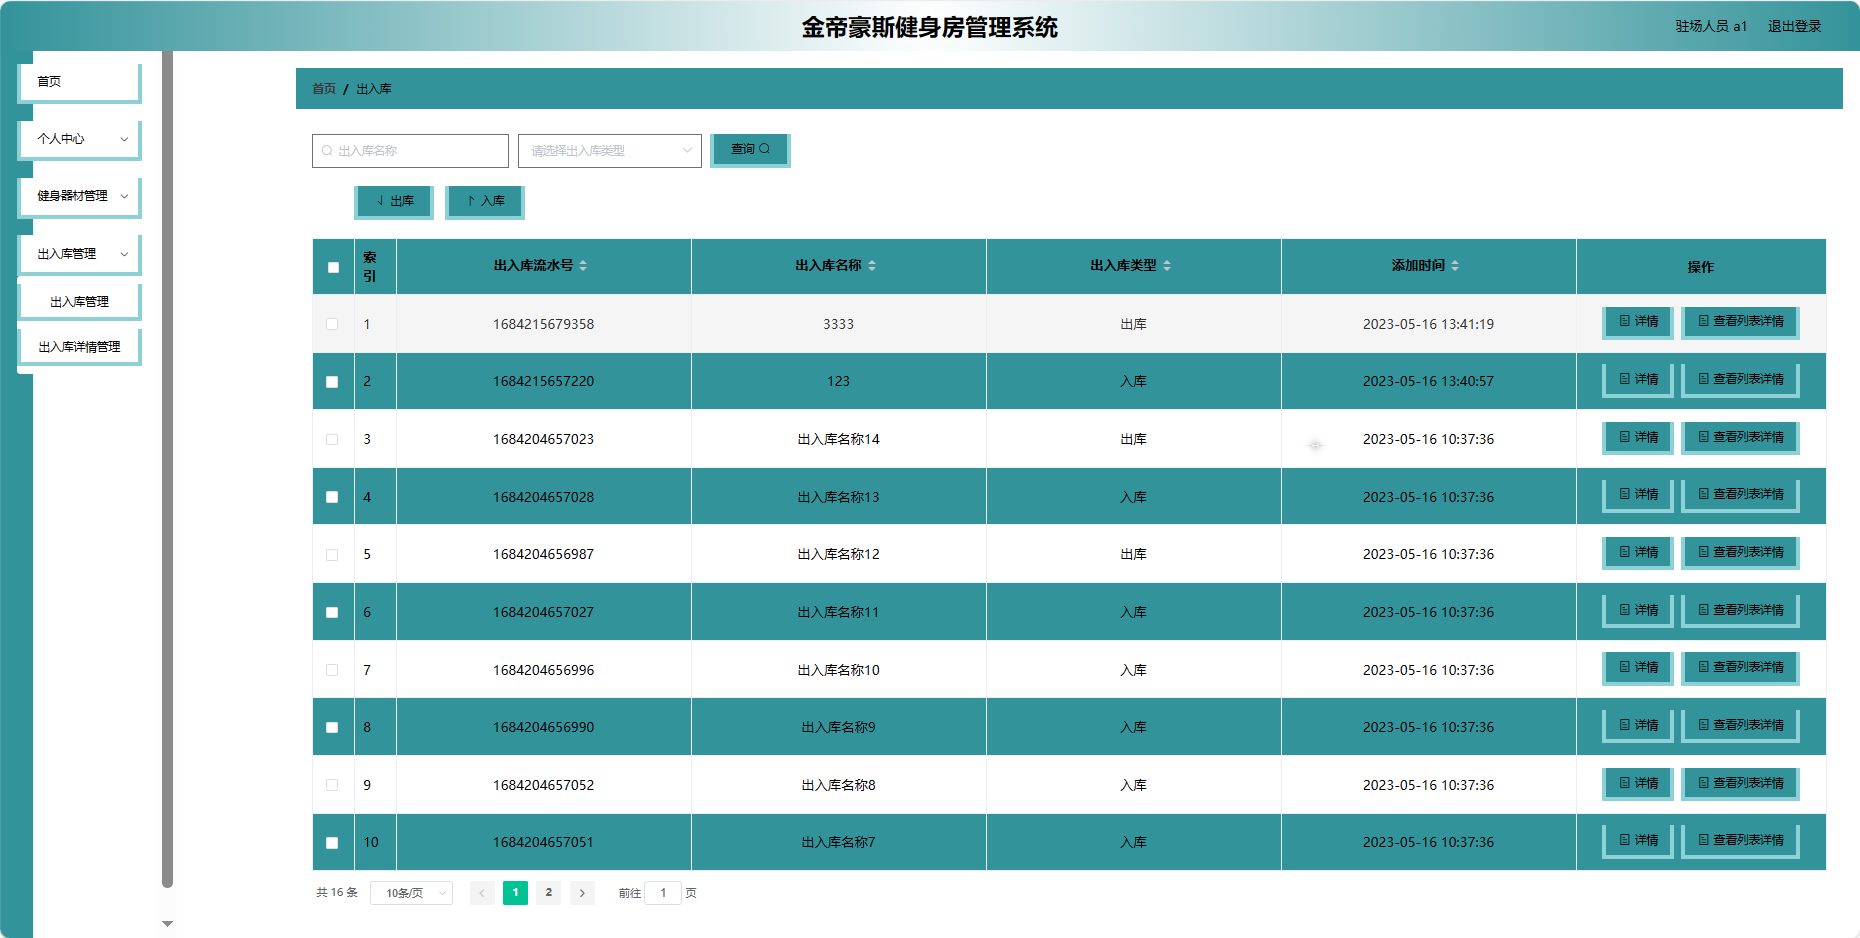 金帝豪斯健身房管理系统
驻场人员 a1 退出登录
首页
个人中心
健身器材管理
出入库管理
出入库管理
出入库详情管理
首页 / 出入库
出入库名称 请选择出入库类型 查询
出库 入库
索引 出入库流水号 出入库名称 出入库类型 添加时间 操作
1 1684215679358 3333 出库 2023-05-16 13:41:19 详情 查看列表详情
2 1684215657220 123 入库 2023-05-16 13:40:57 详情 查看列表详情
3 1684204657023 出入库名称14 出库 2023-05-16 10:37:36 详情 查看列表详情
4 1684204657028 出入库名称13 入库 2023-05-16 10:37:36 详情 查看列表详情
5 1684204656987 出入库名称12 出库 2023-05-16 10:37:36 详情 查看列表详情
6 1684204657027 出入库名称11 入库 2023-05-16 10:37:36 详情 查看列表详情
7 1684204656996 出入库名称10 入库 2023-05-16 10:37:36 详情 查看列表详情
8 1684204656990 出入库名称9 入库 2023-05-16 10:37:36 详情 查看列表详情
9 1684204657052 出入库名称8 入库 2023-05-16 10:37:36 详情 查看列表详情
10 1684204657051 出入库名称7 入库 2023-05-16 10:37:36 详情 查看列表详情
共 16 条 10条/页 1 2 前往 1 页